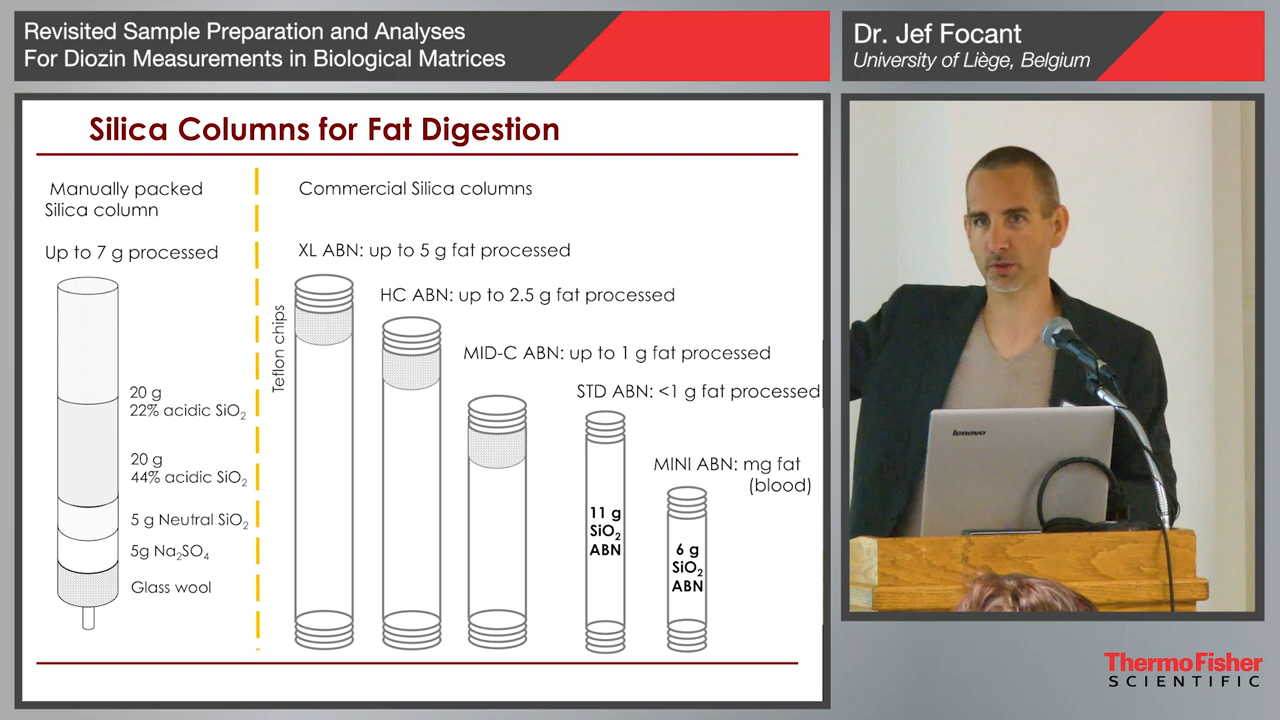 Revisited Sample Preparation and Analyses
For Diozin Measurements in Biological Matrices
Dr. Jef Focant
University of Liège, Belgium
Silica Columns for Fat Digestion
Manually packed
Silica column
Up to 7 g processed
20 g
22% acidic SiO₂
20 g
44% acidic SiO₂
5 g Neutral SiO₂
5g Na₂SO₄
Glass wool
Commercial Silica columns
XL ABN: up to 5 g fat processed
Teflon chips
HC ABN: up to 2.5 g fat processed
MID-C ABN: up to 1 g fat processed
STD ABN: <1 g fat processed
11 g
SiO₂
ABN
MINI ABN: mg fat
(blood)
6 g
SiO₂
ABN
lenovo
ThermoFisher
SCIENTIFIC